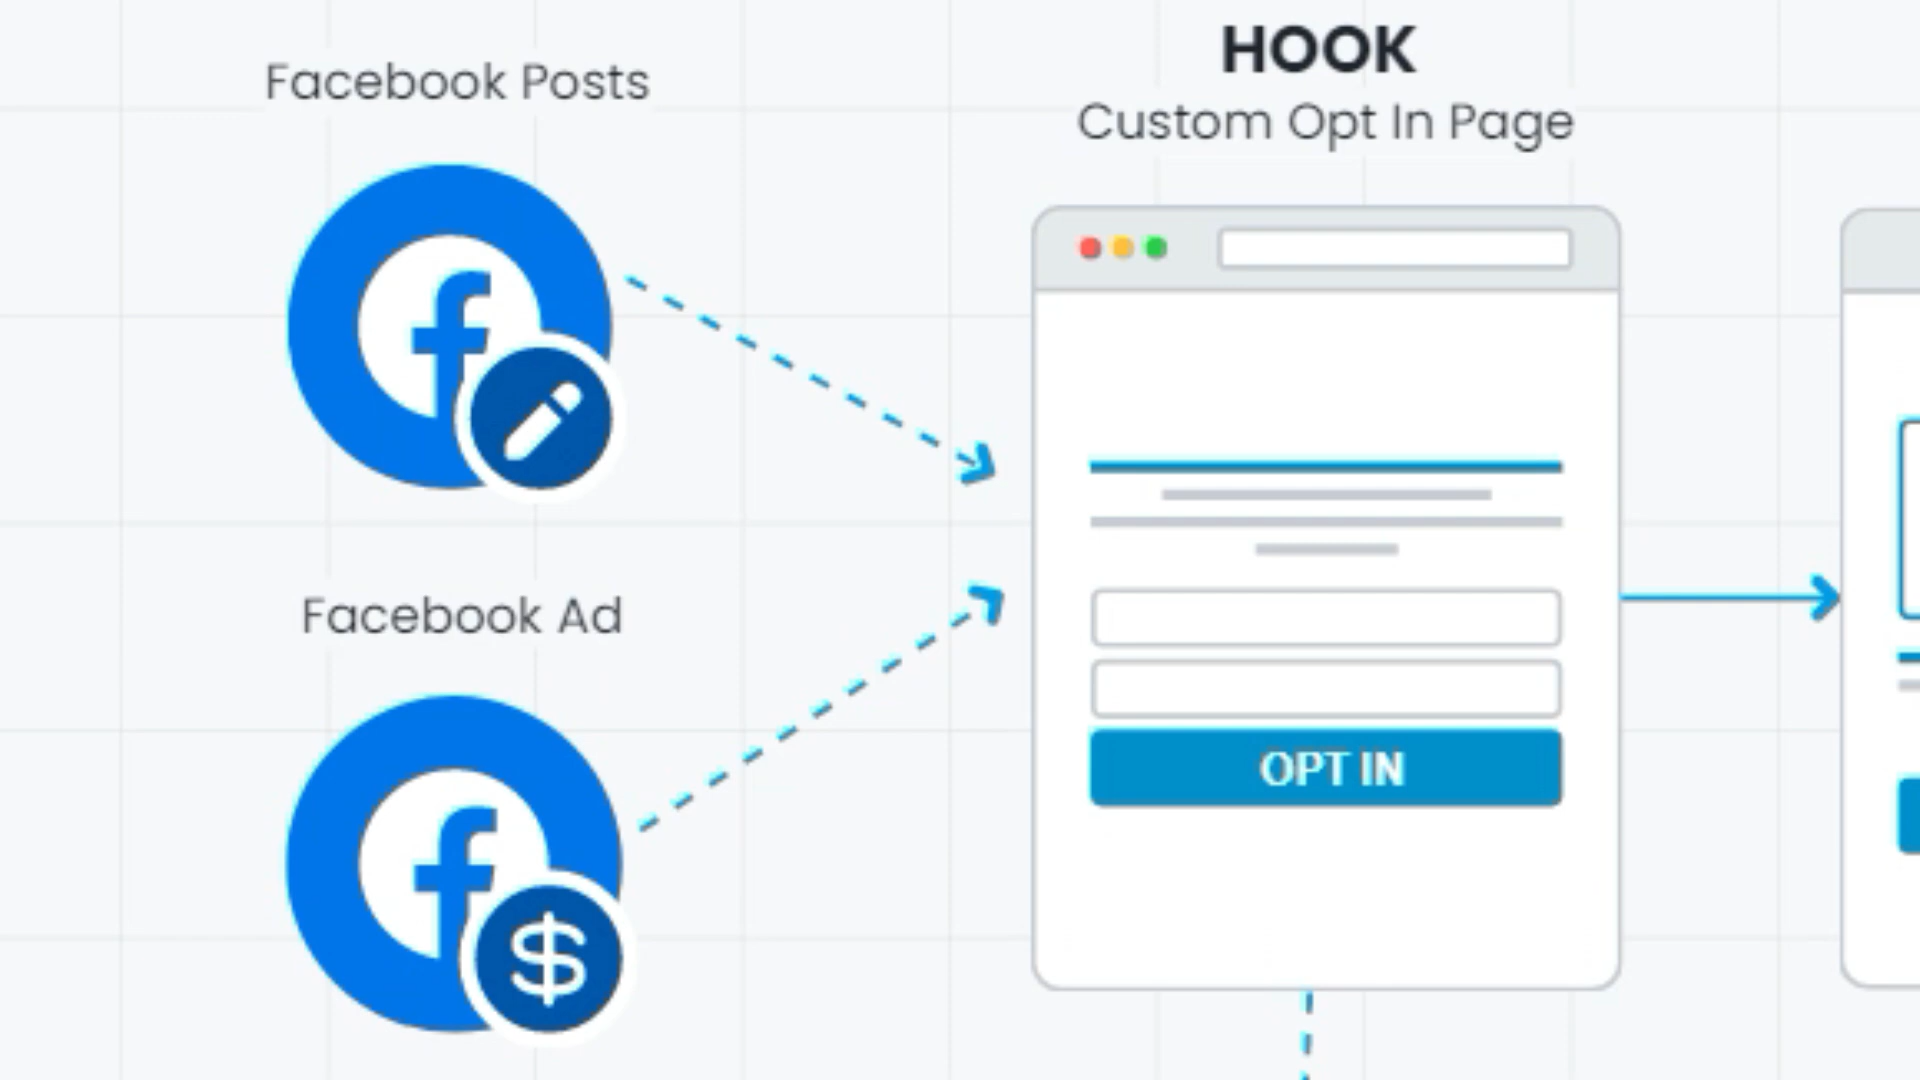 Facebook Posts
HOOK
Custom Opt In Page
Facebook Ad
OPT IN
$